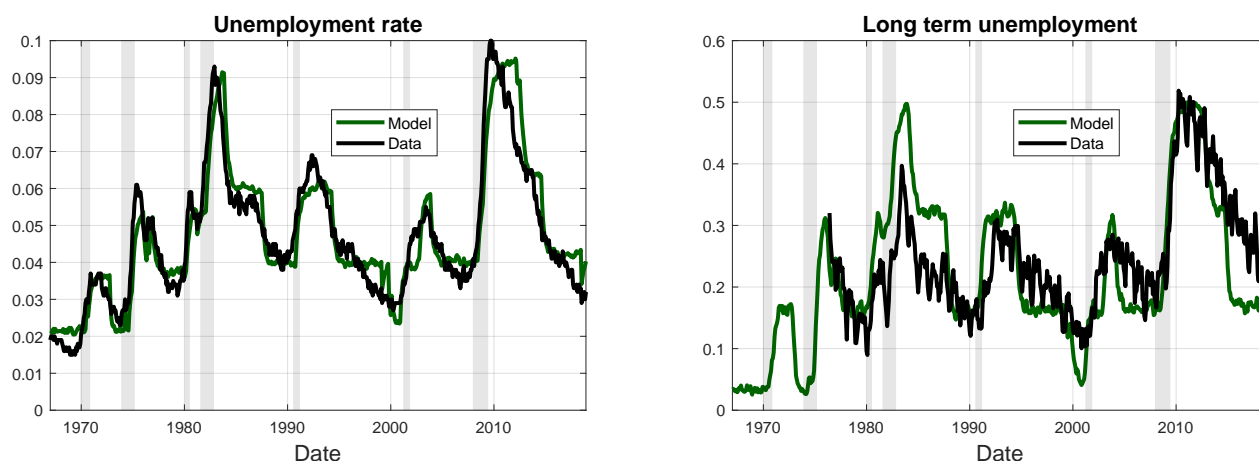 Unemployment rate
0.1
0.09
0.08
0.07
0.06
0.05
0.04
0.03
0.02
0.01
0
1970 1980 1990 2000 2010
Date
Model
Data
Long term unemployment
0.6
0.5
0.4
0.3
0.2
0.1
0
1970 1980 1990 2000 2010
Date
Model
Data